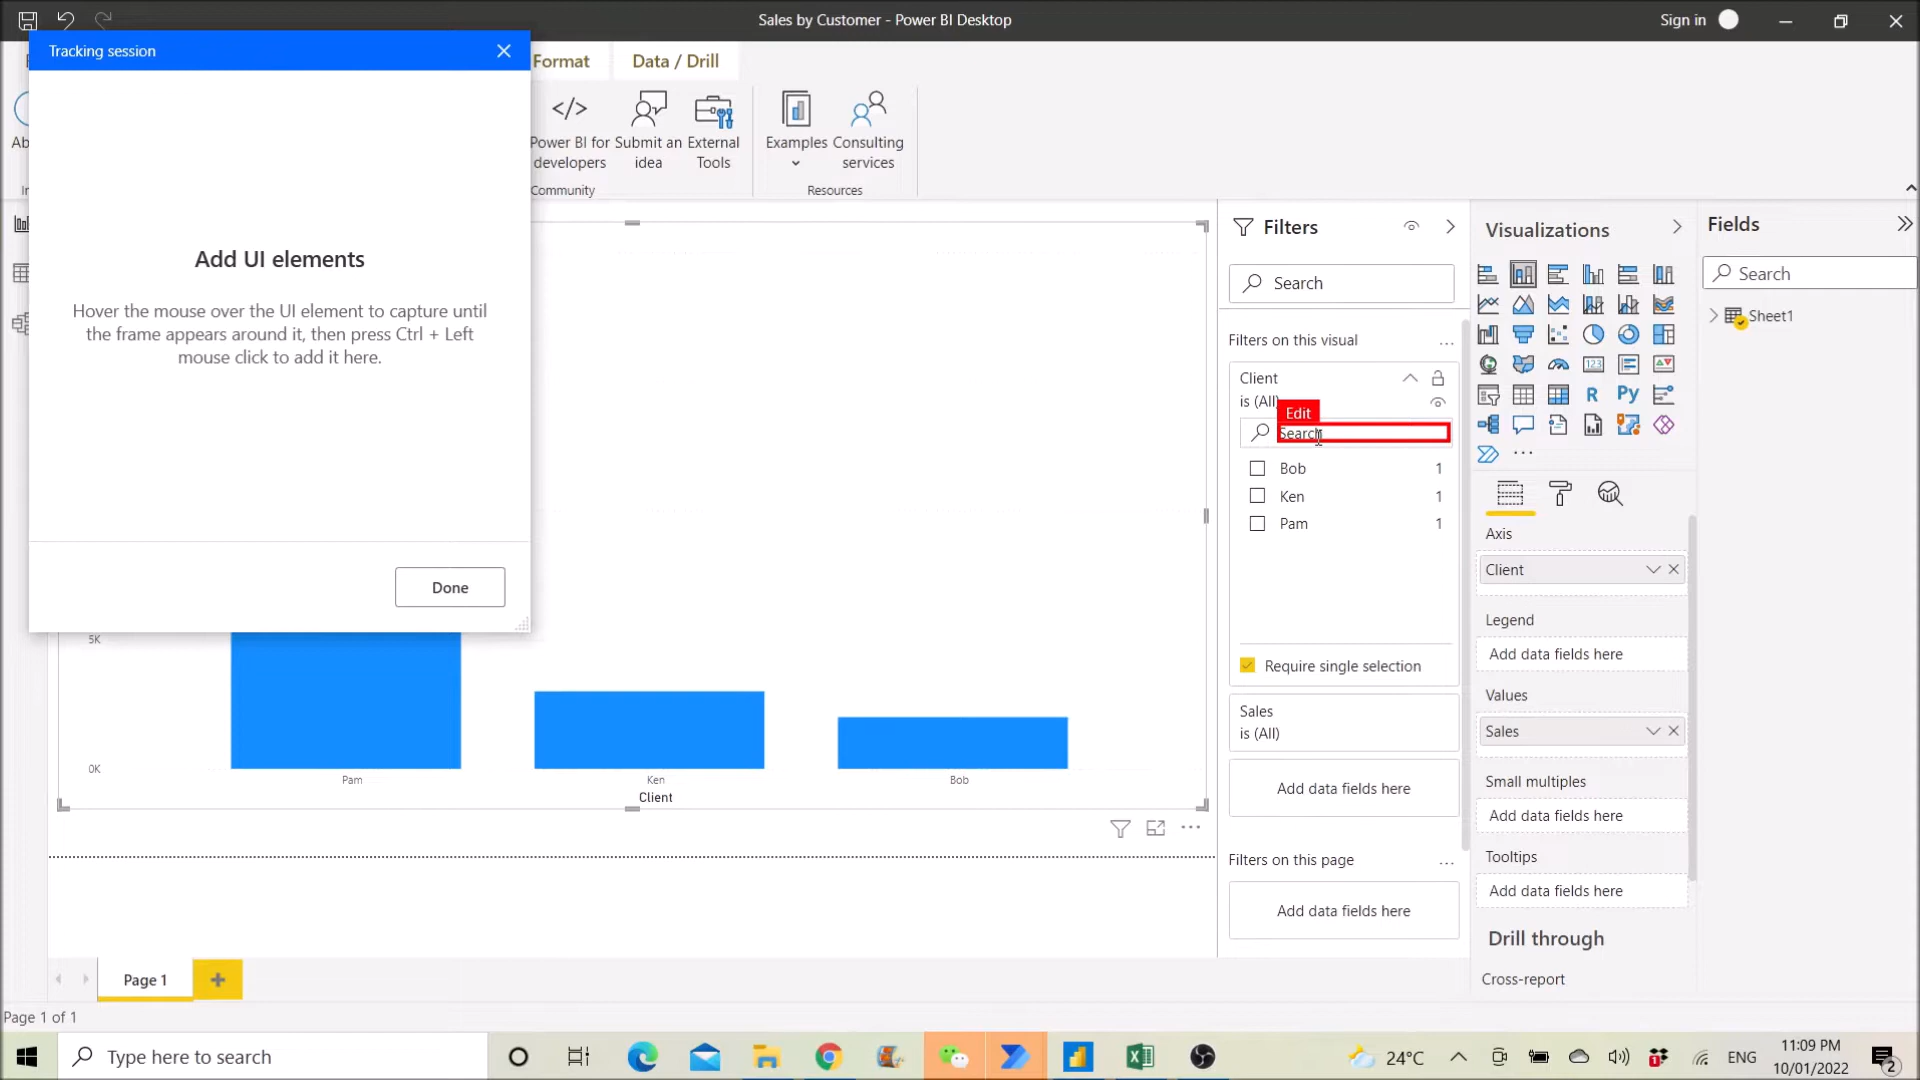 Sales by Customer - Power BI Desktop
Sign in
Tracking session
Format
Data / Drill
Power BI for
developers
Submit an
idea
External
Tools
Community
Examples
Consulting
services
Resources
Add UI elements
Hover the mouse over the UI element to capture until
the frame appears around it, then press Ctrl + Left
mouse click to add it here.
Done
5K
0K
Pam
Ken
Bob
Client
Filters
Search
Filters on this visual
...
Client
is (All)
Edit
Search
Bob 1
Ken 1
Pam 1
Require single selection
Sales
is (All)
Add data fields here
Filters on this page
...
Add data fields here
Visualizations
123
R
Py
...
Axis
Client
Legend
Add data fields here
Values
Sales
Small multiples
Add data fields here
Tooltips
Add data fields here
Drill through
Cross-report
Fields
Search
Sheet1
Page 1
Page 1 of 1
Type here to search
24°C
ENG
11:09 PM
10/01/2022
2